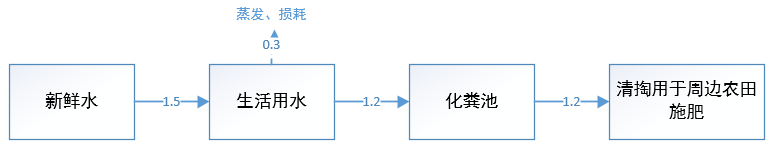 蒸发、损耗
0.3
新鲜水
1.5
生活用水
1.2
化粪池
1.2
清掏用于周边农田
施肥